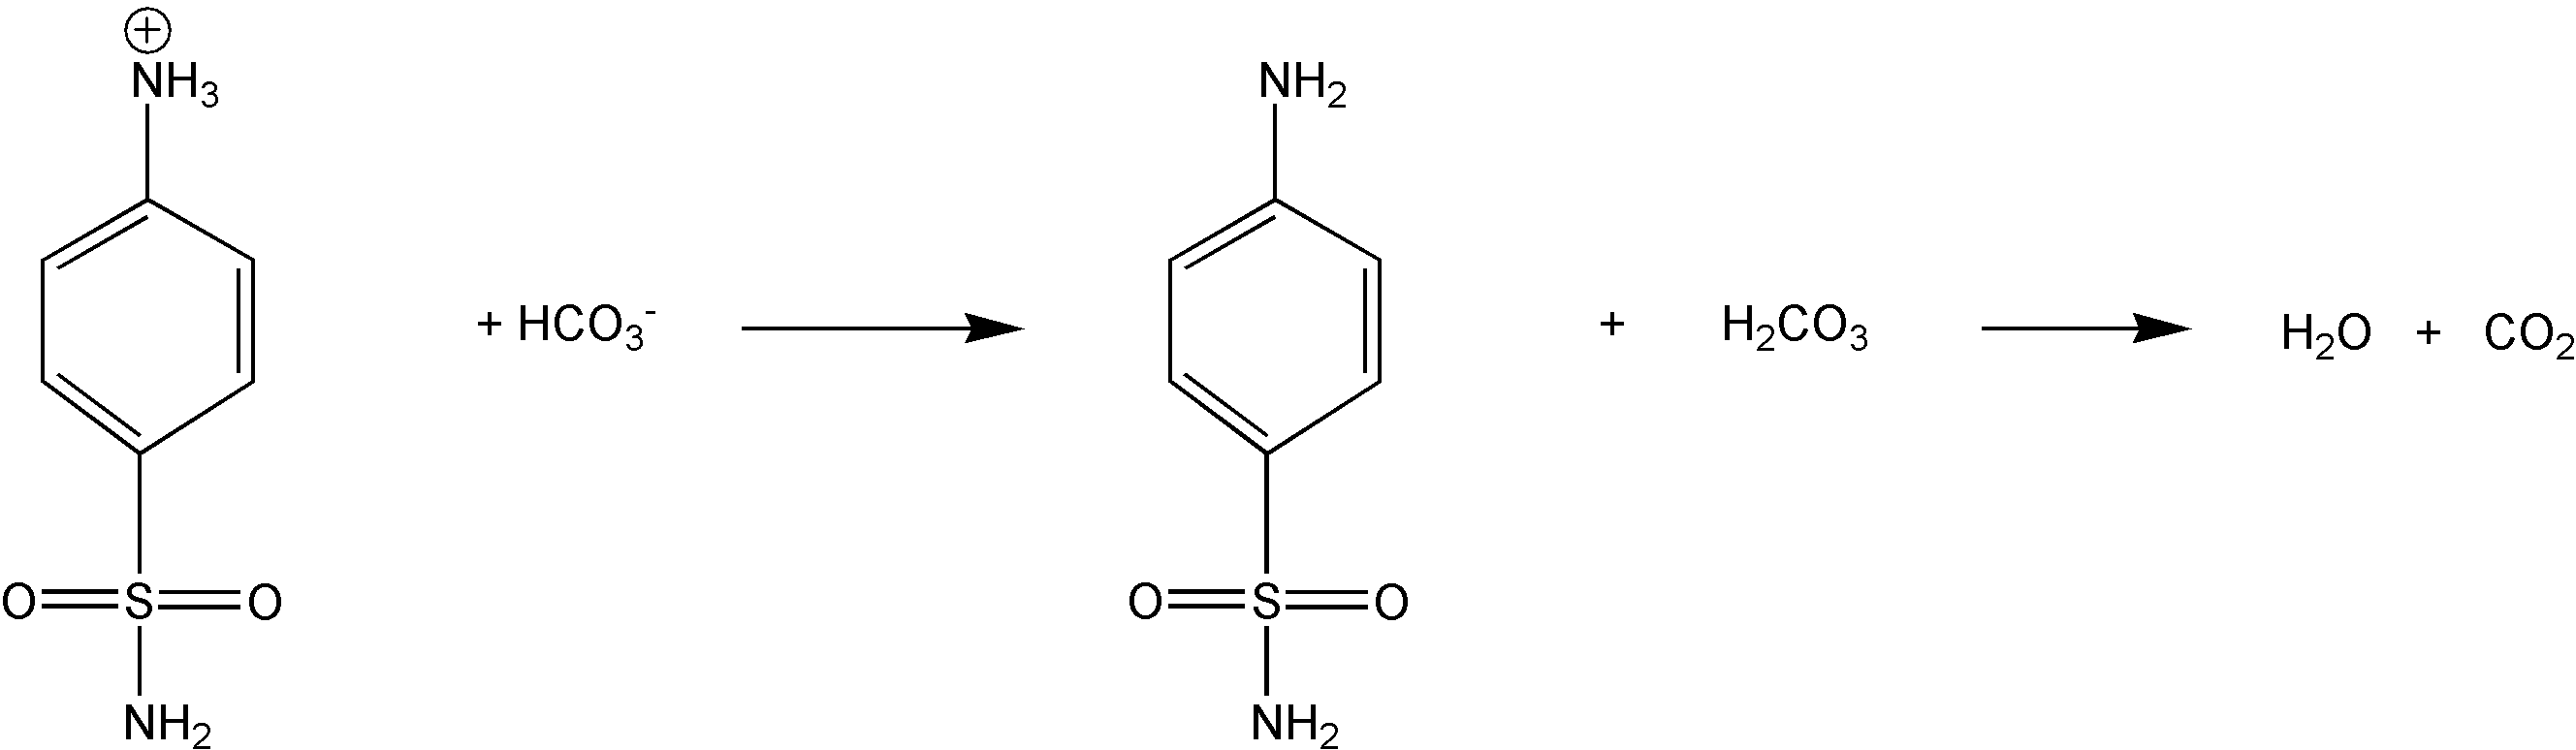 ⊕
NH₃ NH₂
+ HCO₃⁻ + H₂CO₃ H₂O + CO₂
O S O O S O
NH₂ NH₂